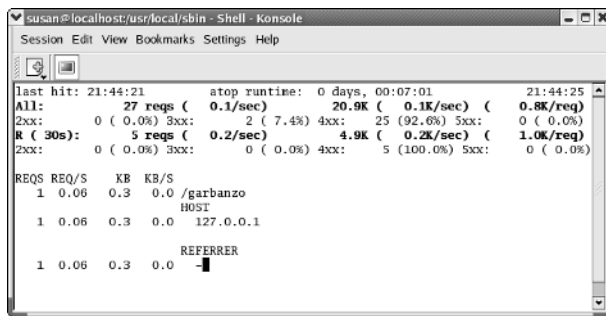 susan@localhost:/usr/local/sbin - Shell - Konsole
Session Edit View Bookmarks Settings Help
last hit: 21:44:21 atop runtime: 0 days, 00:07:01 21:44:25
All: 27 reqs ( 0.1/sec) 20.9K ( 0.1K/sec) ( 0.8K/req)
2xx: 0 ( 0.0%) 3xx: 2 ( 7.4%) 4xx: 25 (92.6%) 5xx: 0 ( 0.0%)
R ( 30s): 5 reqs ( 0.2/sec) 4.9K ( 0.2K/sec) ( 1.0K/req)
2xx: 0 ( 0.0%) 3xx: 0 ( 0.0%) 4xx: 5 (100.0%) 5xx: 0 ( 0.0%)
REQS REQ/S KB KB/S
1 0.06 0.3 0.0 /garbanzo
HOST
1 0.06 0.3 0.0 127.0.0.1
REFERRER
1 0.06 0.3 0.0 -